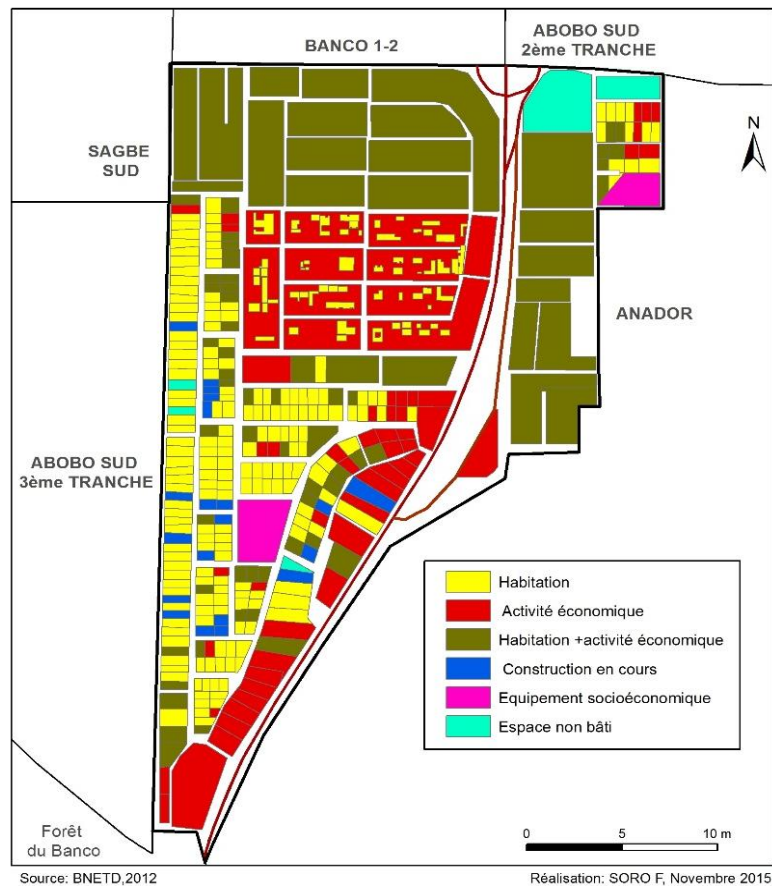 BANCO 1-2
ABOBO SUD
2ème TRANCHE
N
SAGBE
SUD
ANADOR
ABOBO SUD
3ème TRANCHE
Habitation
Activité économique
Habitation +activité économique
Construction en cours
Equipement socioéconomique
Espace non bâti
Forêt
du Banco
0 5 10 m
Source: BNETD,2012
Réalisation: SORO F, Novembre 2015